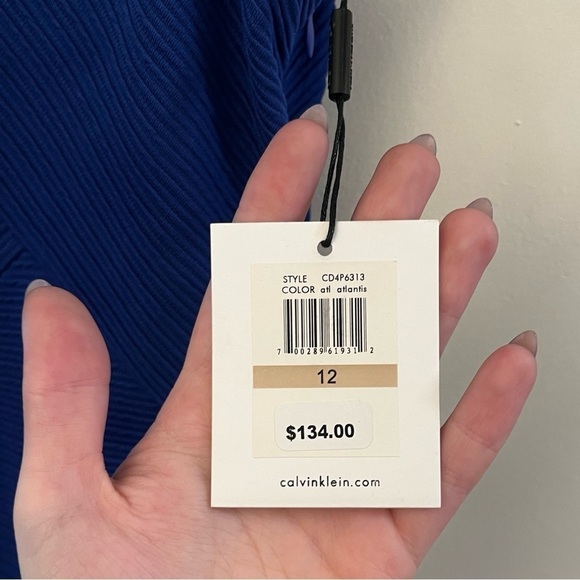 STYLE CD4P6313
COLOR atl atlantis
7 00289 61931 2
12
$134.00
calvinklein.com